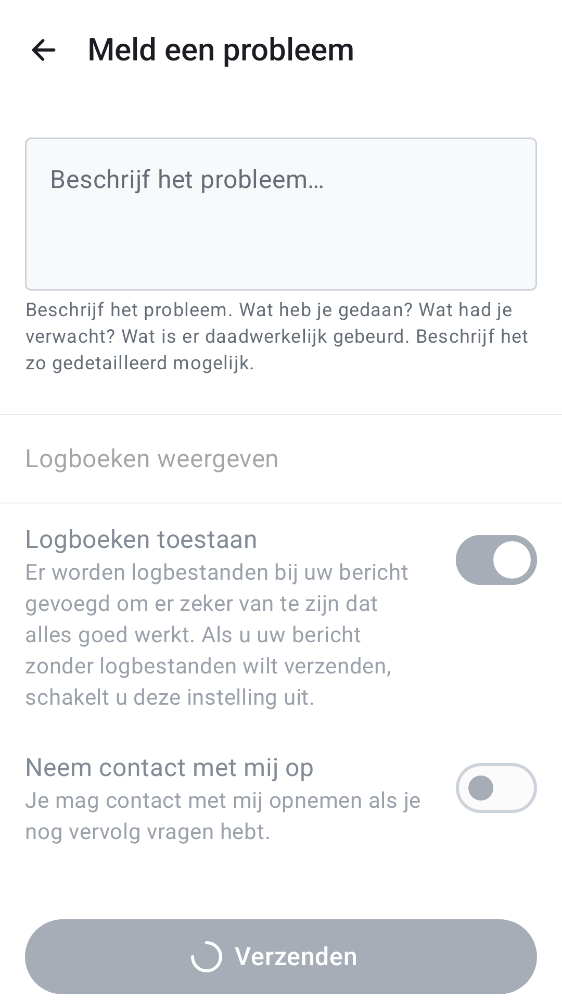 Meld een probleem
Beschrijf het probleem...
Beschrijf het probleem. Wat heb je gedaan? Wat had je
verwacht? Wat is er daadwerkelijk gebeurd. Beschrijf het
zo gedetailleerd mogelijk.
Logboeken weergeven
Logboeken toestaan
Er worden logbestanden bij uw bericht
gevoegd om er zeker van te zijn dat
alles goed werkt. Als u uw bericht
zonder logbestanden wilt verzenden,
schakelt u deze instelling uit.
Neem contact met mij op
Je mag contact met mij opnemen als je
nog vervolg vragen hebt.
Verzenden